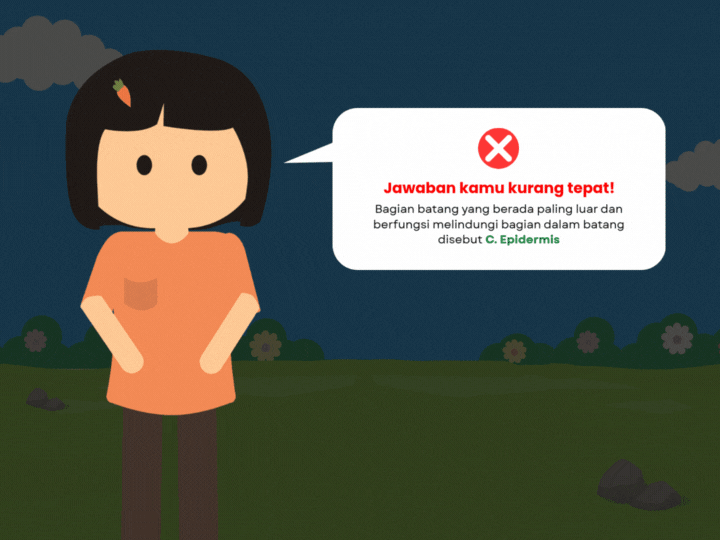 Jawaban kamu kurang tepat!
Bagian batang yang berada paling luar dan
berfungsi melindungi bagian dalam batang
disebut C. Epidermis